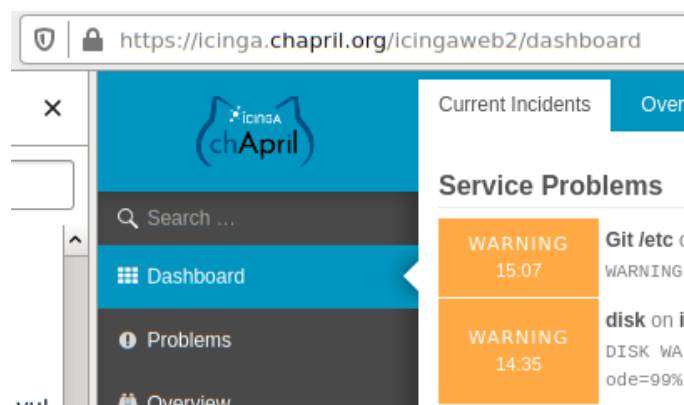 https://icinga.chapril.org/icingaweb2/dashboard
icinga
chApril
Current Incidents
Over
Service Problems
Search ...
WARNING
15:07
Git /etc
WARNING
Dashboard
WARNING
14:35
disk on i
DISK WA
ode=99%
Problems
Overview